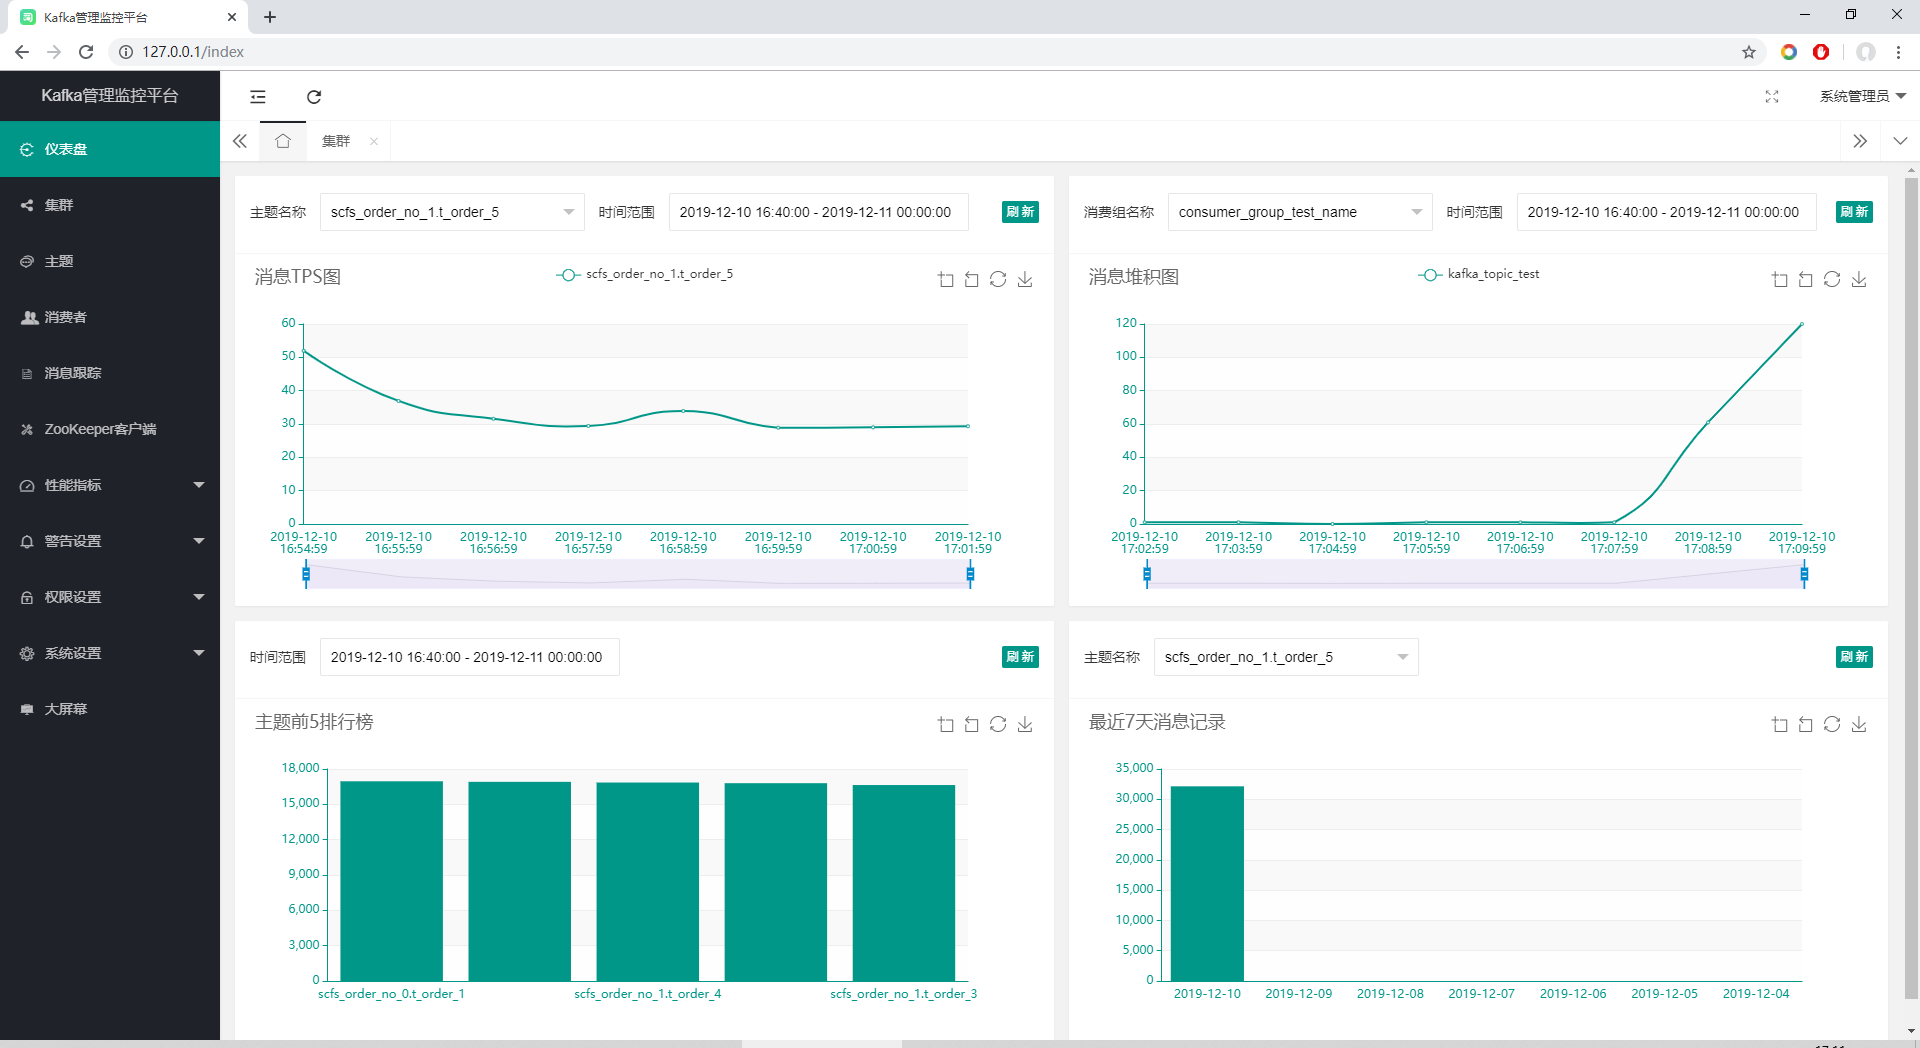 Kafka管理监控平台
127.0.0.1/index
Kafka管理监控平台
系统管理员
仪表盘
集群
主题
消费者
消息跟踪
ZooKeeper客户端
性能指标
警告设置
权限设置
系统设置
大屏幕
集群
主题名称 scfs_order_no_1.t_order_5 时间范围 2019-12-10 16:40:00 - 2019-12-11 00:00:00 刷新
消息TPS图
scfs_order_no_1.t_order_5
60
50
40
30
20
10
0
2019-12-10 2019-12-10 2019-12-10 2019-12-10 2019-12-10 2019-12-10 2019-12-10 2019-12-10
16:54:59 16:55:59 16:56:59 16:57:59 16:58:59 16:59:59 17:00:59 17:01:59
消费组名称 consumer_group_test_name 时间范围 2019-12-10 16:40:00 - 2019-12-11 00:00:00 刷新
消息堆积图
kafka_topic_test
120
100
80
60
40
20
0
2019-12-10 2019-12-10 2019-12-10 2019-12-10 2019-12-10 2019-12-10 2019-12-10 2019-12-10
17:02:59 17:03:59 17:04:59 17:05:59 17:06:59 17:07:59 17:08:59 17:09:59
时间范围 2019-12-10 16:40:00 - 2019-12-11 00:00:00 刷新
主题前5排行榜
18,000
15,000
12,000
9,000
6,000
3,000
0
scfs_order_no_0.t_order_1 scfs_order_no_1.t_order_4 scfs_order_no_1.t_order_3
主题名称 scfs_order_no_1.t_order_5 刷新
最近7天消息记录
35,000
30,000
25,000
20,000
15,000
10,000
5,000
0
2019-12-10 2019-12-09 2019-12-08 2019-12-07 2019-12-06 2019-12-05 2019-12-04